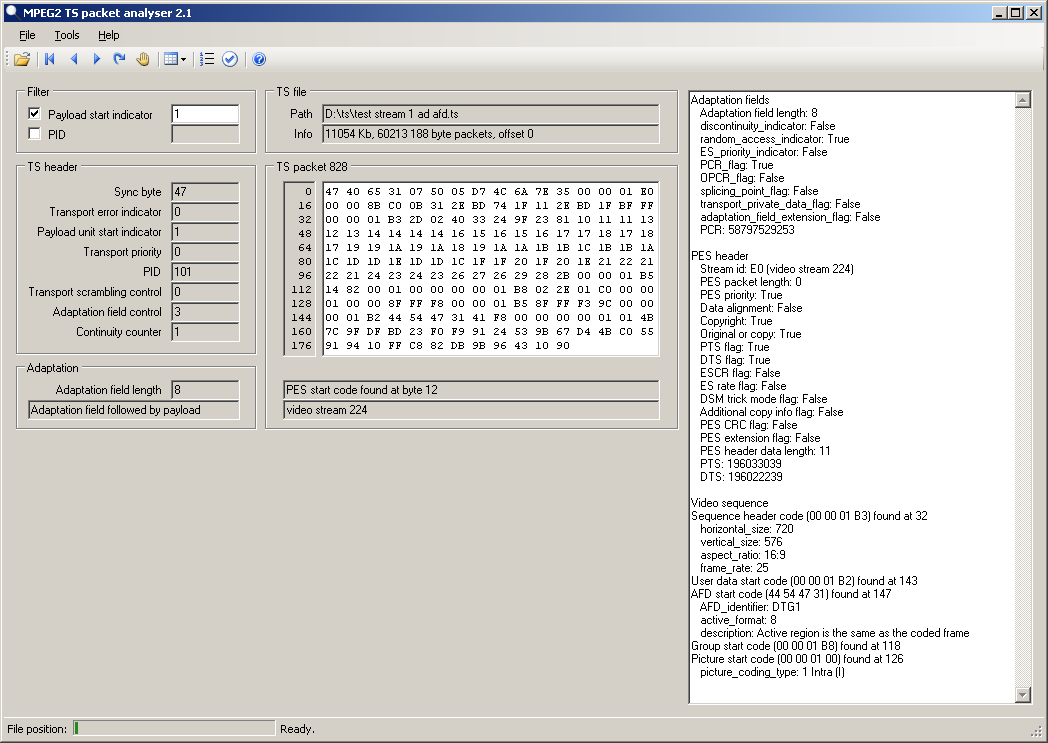 MPEG2 TS packet analyser 2.1
File Tools Help
Filter
Payload start indicator 1
PID
TS file
Path D:\ts\test stream 1 ad afd.ts
Info 11054 Kb, 60213 188 byte packets, offset 0
TS header
Sync byte 47
Transport error indicator 0
Payload unit start indicator 1
Transport priority 0
PID 101
Transport scrambling control 0
Adaptation field control 3
Continuity counter 1
Adaptation
Adaptation field length 8
Adaptation field followed by payload
TS packet 828
0 47 40 65 31 07 50 05 D7 4C 6A 7E 35 00 00 01 E0
16 00 00 8B C0 0B 31 2E BD 74 1F 11 2E BD 1F BF FF
32 00 00 01 B3 2D 02 40 33 24 9F 23 81 10 11 11 13
48 12 13 14 14 14 14 16 15 16 15 16 17 17 18 17 18
64 17 19 19 1A 19 1A 18 19 1A 1A 1B 1B 1C 1B 1B 1A
80 1C 1D 1D 1E 1D 1D 1C 1F 1F 20 1F 20 1E 21 22 21
96 22 21 24 23 24 23 26 27 26 29 28 2B 00 00 01 B5
112 14 82 00 01 00 00 00 00 01 B8 02 2E 01 C0 00 00
128 01 00 00 8F FF F8 00 00 01 B5 8F FF F3 9C 00 00
144 00 01 B2 44 54 47 31 41 F8 00 00 00 01 01 01 4B
160 7C 9F DF BD 23 F0 F9 91 24 53 9B 67 D4 4B C0 55
176 91 94 10 FF C8 82 DB 9B 96 43 10 90
PES start code found at byte 12
video stream 224
Adaptation fields
Adaptation field length: 8
discontinuity_indicator: False
random_access_indicator: True
ES_priority_indicator: False
PCR_flag: True
OPCR_flag: False
splicing_point_flag: False
transport_private_data_flag: False
adaptation_field_extension_flag: False
PCR: 58797529253
PES header
Stream id: E0 (video stream 224)
PES packet length: 0
PES priority: True
Data alignment: False
Copyright: True
Original or copy: True
PTS flag: True
DTS flag: True
ESCR flag: False
ES rate flag: False
DSM trick mode flag: False
Additional copy info flag: False
PES CRC flag: False
PES extension flag: False
PES header data length: 11
PTS: 196033039
DTS: 196022239
Video sequence
Sequence header code (00 00 01 B3) found at 32
horizontal_size: 720
vertical_size: 576
aspect_ratio: 16:9
frame_rate: 25
User data start code (00 00 01 B2) found at 143
AFD start code (44 54 47 31) found at 147
AFD_identifier: DTG1
active_format: 8
description: Active region is the same as the coded frame
Group start code (00 00 01 B8) found at 118
Picture start code (00 00 01 00) found at 126
picture_coding_type: 1 Intra (I)
File position: Ready.